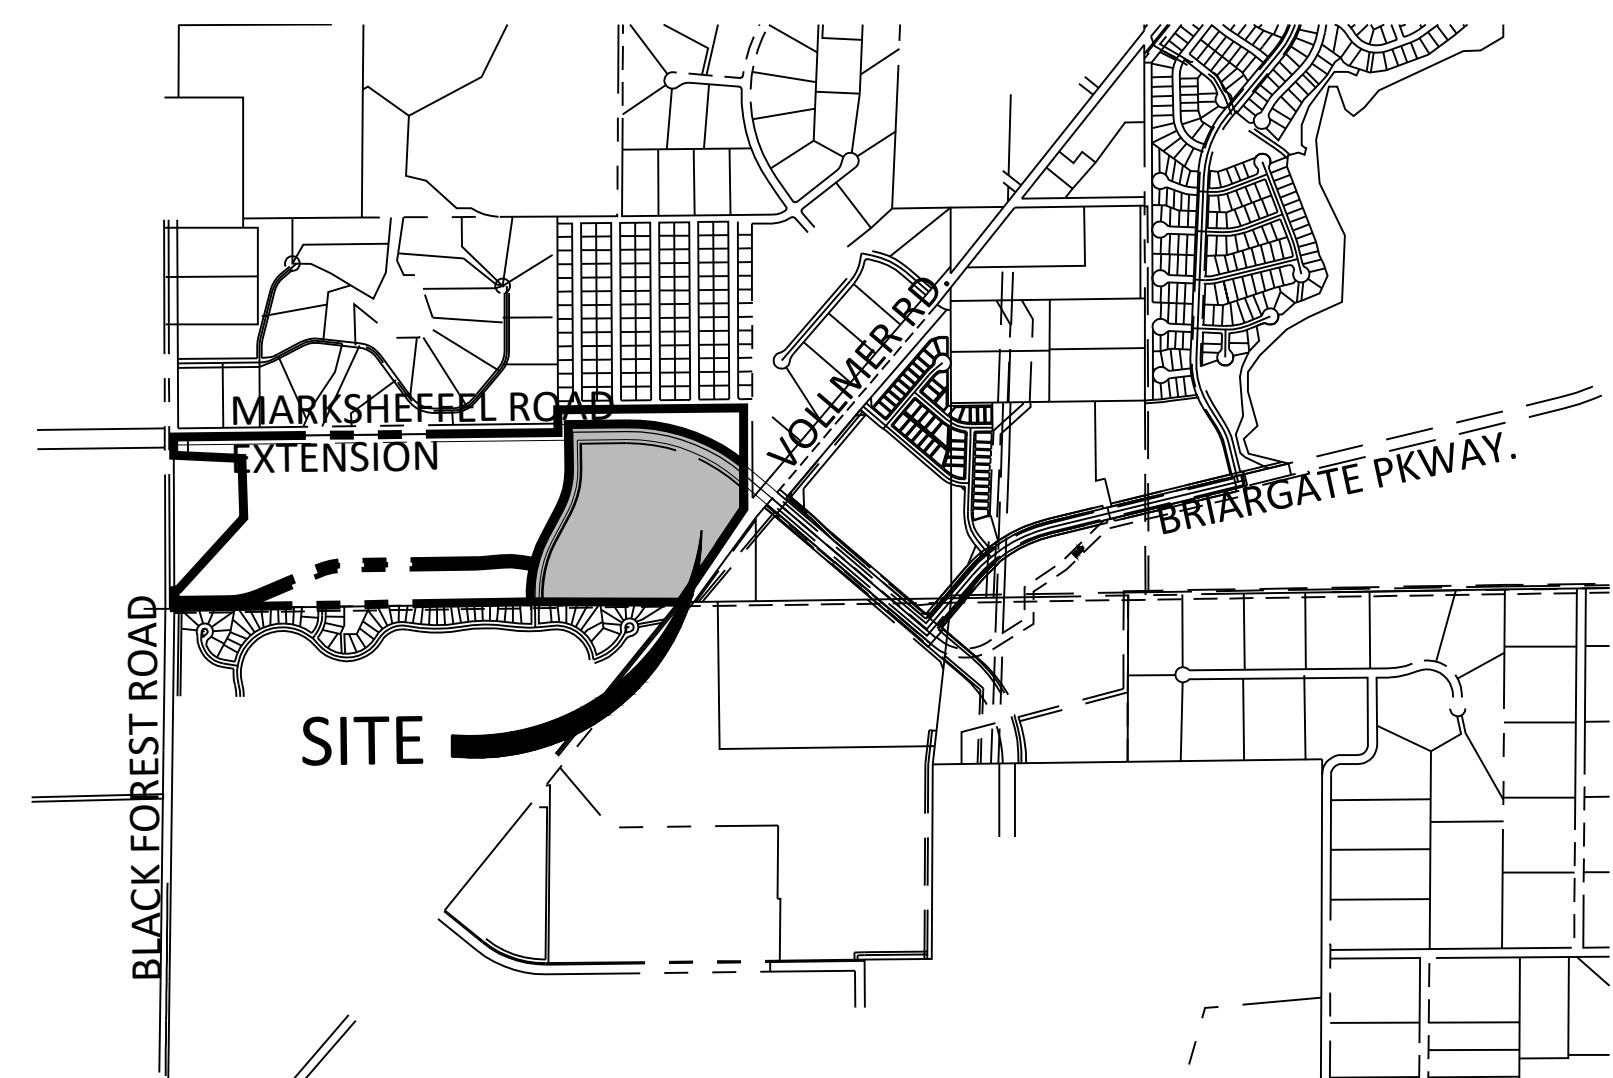 VOLLMER RD.
MARKSHEFFEL ROAD
EXTENSION
BRIARGATE PKWAY.
SITE
BLACK FOREST ROAD